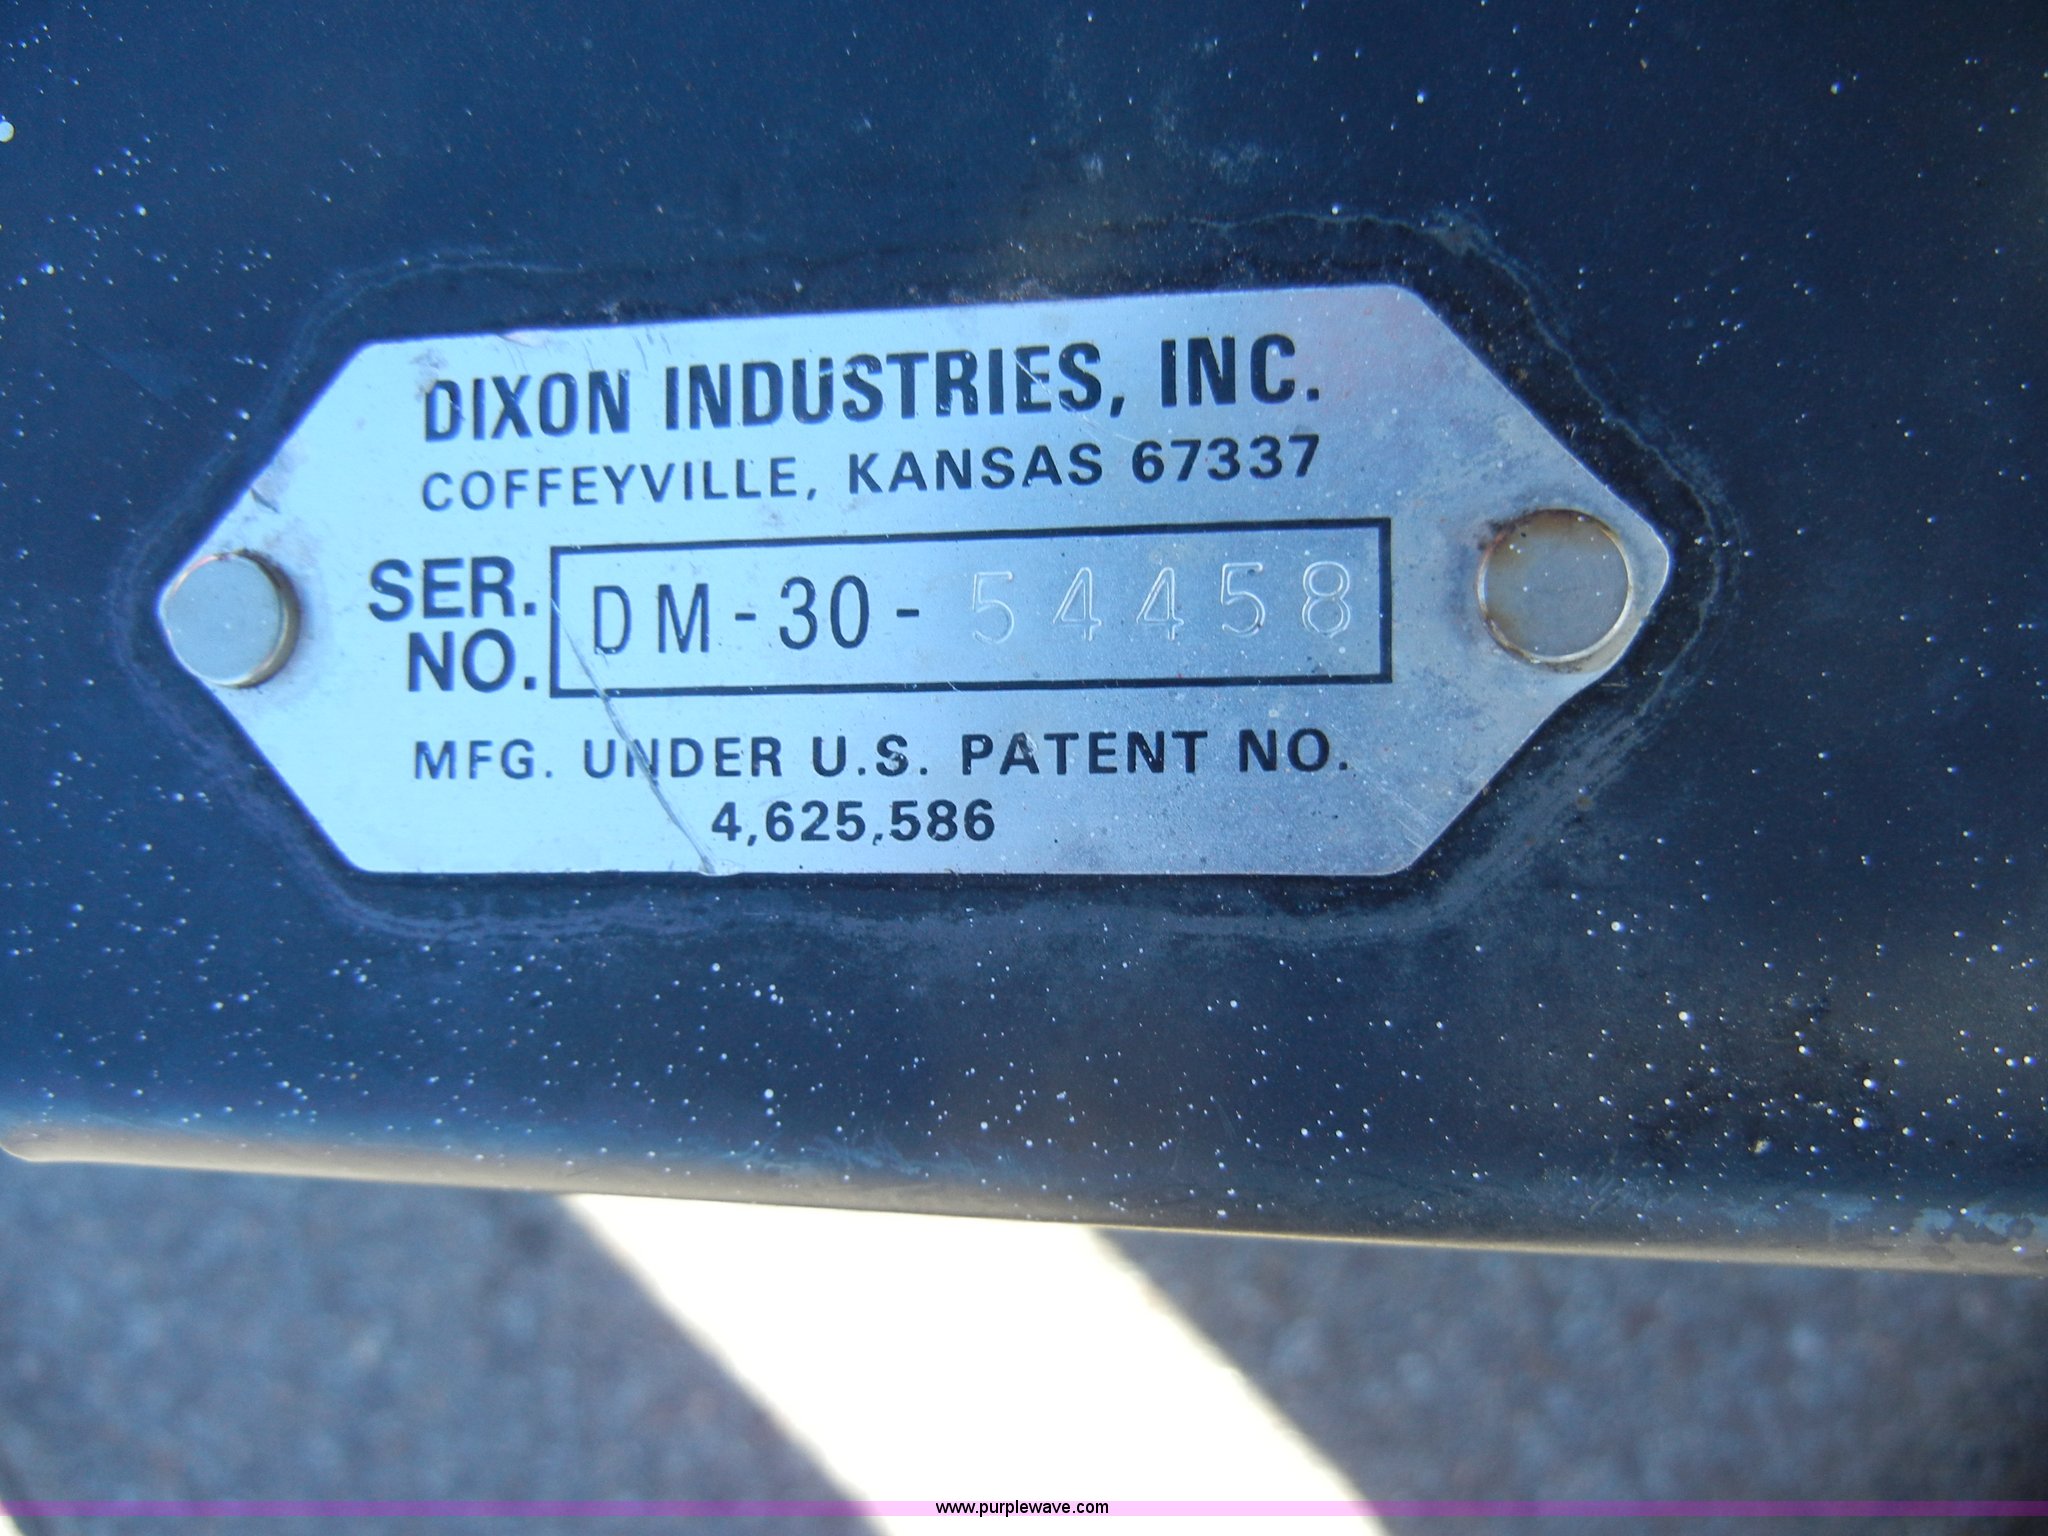 DIXON INDUSTRIES, INC.
COFFEYVILLE, KANSAS 67337
SER. NO. DM-30-54458
MFG. UNDER U.S. PATENT NO.
4,625,586
www.purplewave.com